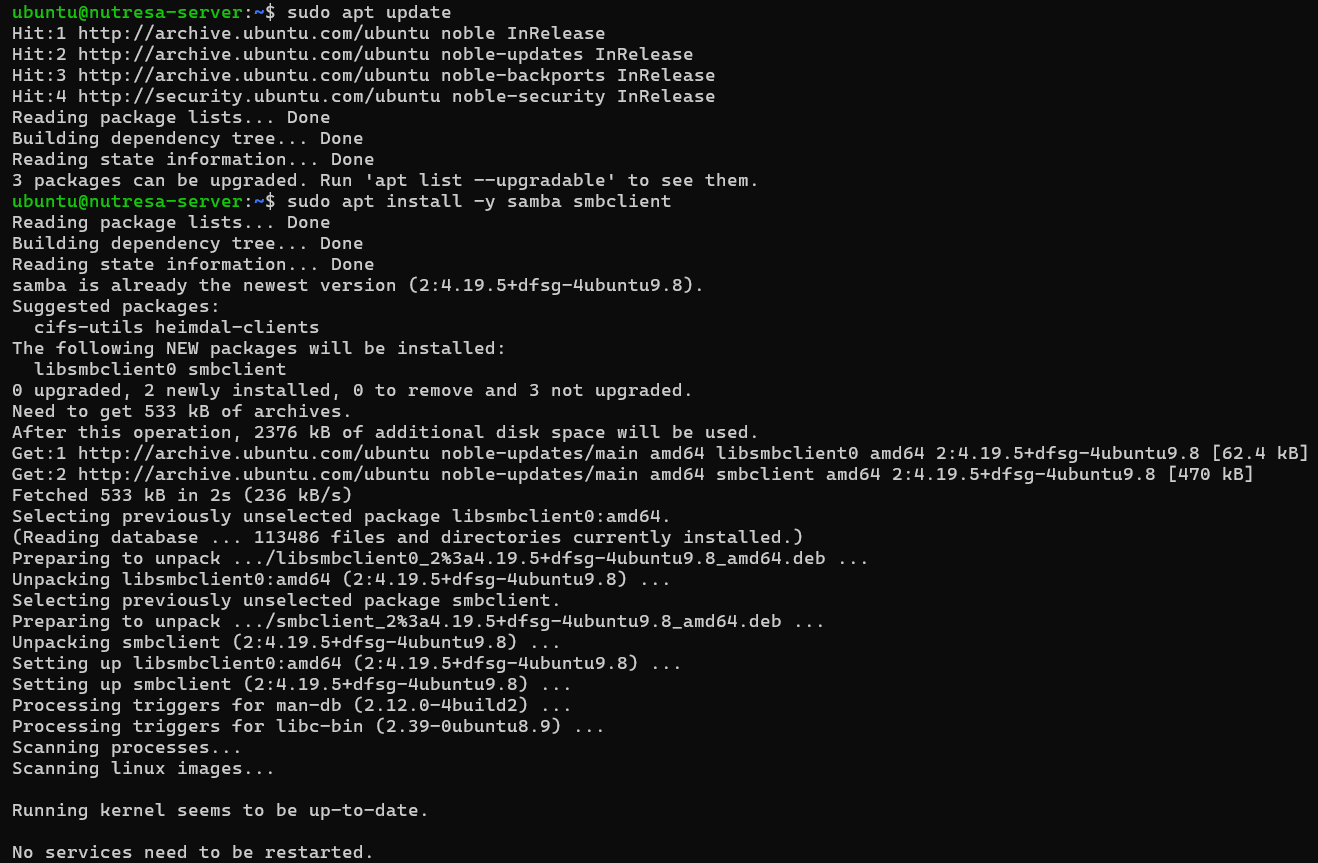 ubuntu@nutresa-server:~$ sudo apt update
Hit:1 http://archive.ubuntu.com/ubuntu noble InRelease
Hit:2 http://archive.ubuntu.com/ubuntu noble-updates InRelease
Hit:3 http://archive.ubuntu.com/ubuntu noble-backports InRelease
Hit:4 http://security.ubuntu.com/ubuntu noble-security InRelease
Reading package lists... Done
Building dependency tree... Done
Reading state information... Done
3 packages can be upgraded. Run 'apt list --upgradable' to see them.
ubuntu@nutresa-server:~$ sudo apt install -y samba smbclient
Reading package lists... Done
Building dependency tree... Done
Reading state information... Done
samba is already the newest version (2:4.19.5+dfsg-4ubuntu9.8).
Suggested packages:
  cifs-utils heimdal-clients
The following NEW packages will be installed:
  libsmbclient0 smbclient
0 upgraded, 2 newly installed, 0 to remove and 3 not upgraded.
Need to get 533 kB of archives.
After this operation, 2376 kB of additional disk space will be used.
Get:1 http://archive.ubuntu.com/ubuntu noble-updates/main amd64 libsmbclient0 amd64 2:4.19.5+dfsg-4ubuntu9.8 [62.4 kB]
Get:2 http://archive.ubuntu.com/ubuntu noble-updates/main amd64 smbclient amd64 2:4.19.5+dfsg-4ubuntu9.8 [470 kB]
Fetched 533 kB in 2s (236 kB/s)
Selecting previously unselected package libsmbclient0:amd64.
(Reading database ... 113486 files and directories currently installed.)
Preparing to unpack .../libsmbclient0_2%3a4.19.5+dfsg-4ubuntu9.8_amd64.deb ...
Unpacking libsmbclient0:amd64 (2:4.19.5+dfsg-4ubuntu9.8) ...
Selecting previously unselected package smbclient.
Preparing to unpack .../smbclient_2%3a4.19.5+dfsg-4ubuntu9.8_amd64.deb ...
Unpacking smbclient (2:4.19.5+dfsg-4ubuntu9.8) ...
Setting up libsmbclient0:amd64 (2:4.19.5+dfsg-4ubuntu9.8) ...
Setting up smbclient (2:4.19.5+dfsg-4ubuntu9.8) ...
Processing triggers for man-db (2.12.0-4build2) ...
Processing triggers for libc-bin (2.39-0ubuntu8.9) ...
Scanning processes...
Scanning linux images...

Running kernel seems to be up-to-date.

No services need to be restarted.